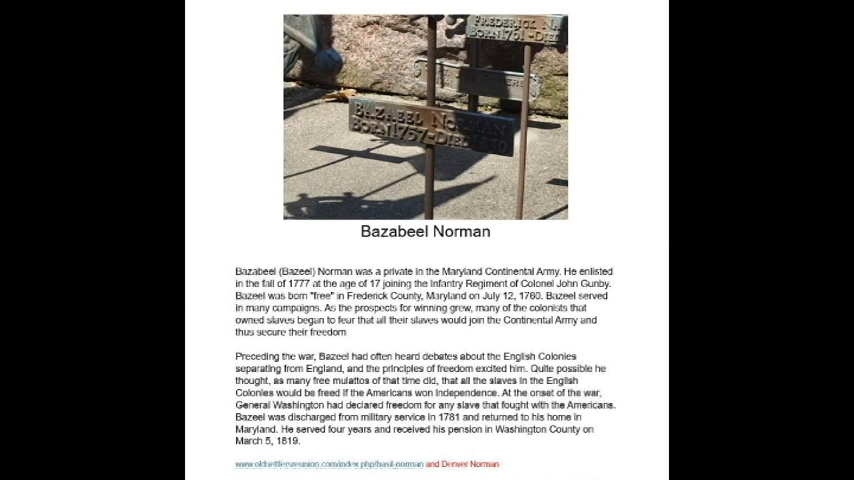 FREDERICK N
BORN 1761 - DIE
BAZABEEL NORMAN
BORN 1757 - DIED
Bazabeel Norman
Bazabeel (Bazeel) Norman was a private in the Maryland Continental Army. He enlisted
in the fall of 1777 at the age of 17 joining the Infantry Regiment of Colonel John Gunby.
Bazeel was born "free" in Frederick County, Maryland on July 12, 1760. Bazeel served
in many campaigns. As the prospects for winning grew, many of the colonists that
owned slaves began to fear that all their slaves would join the Continental Army and
thus secure their freedom
Preceding the war, Bazeel had often heard debates about the English Colonies
separating from England, and the principles of freedom excited him. Quite possible he
thought, as many free mulattos of that time did, that all the slaves in the English
Colonies would be freed if the Americans won independence. At the onset of the war,
General Washington had declared freedom for any slave that fought with the Americans.
Bazeel was discharged from military service in 1781 and returned to his home in
Maryland. He served four years and received his pension in Washington County on
March 5, 1819.
www.oldsettlersreunion.com/index.php/basil-norman and Denver Norman